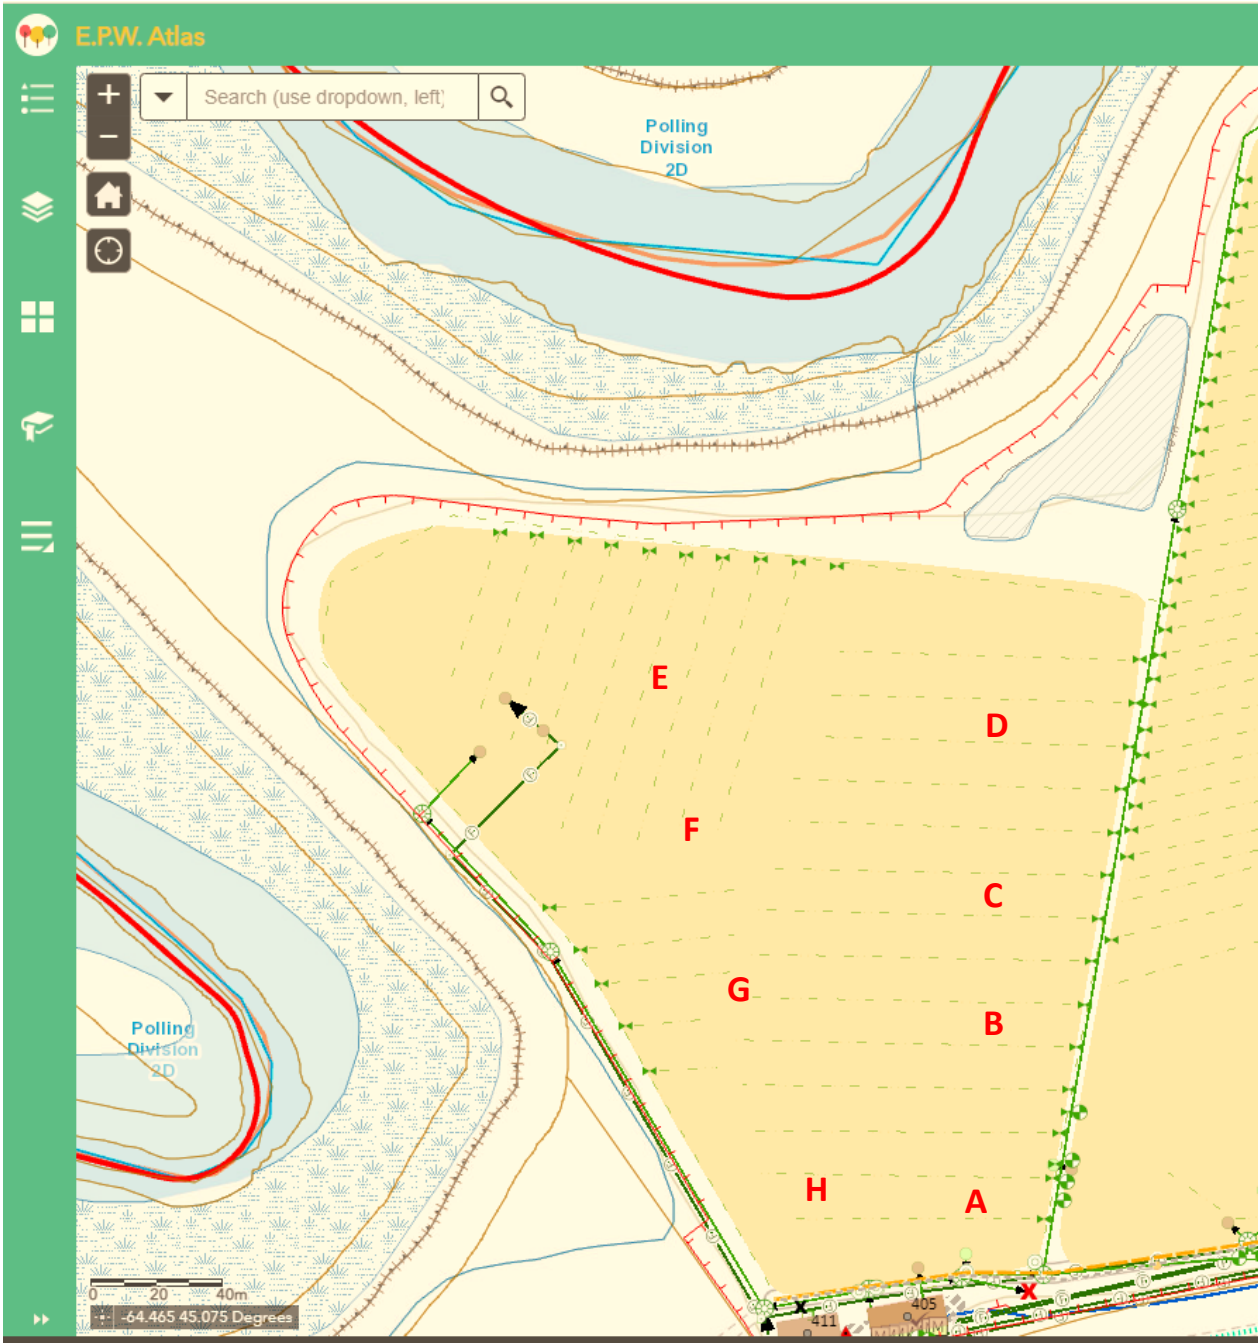 E.P.W. Atlas
Search (use dropdown, left)
Polling
Division
2D
E
D
F
C
G
B
Polling
Division
2D
H
A
0 20 40m
-64.465 45.075 Degrees
405
411
X
X